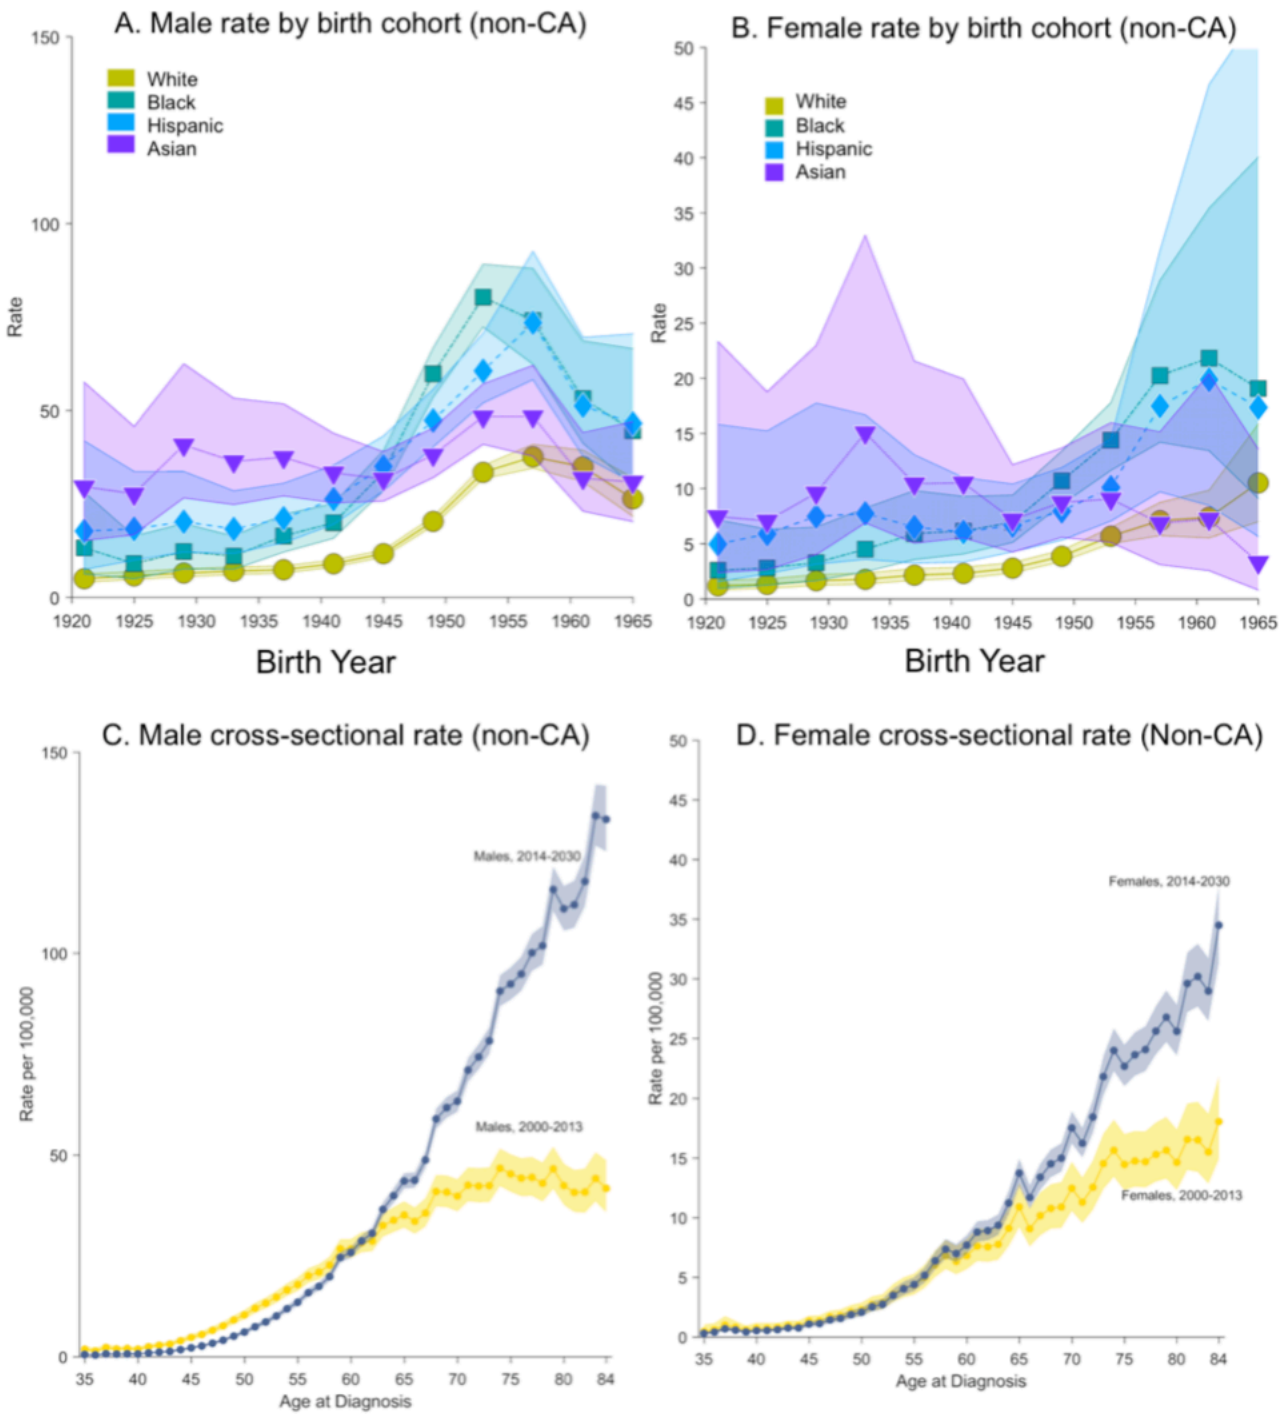 A. Male rate by birth cohort (non-CA)
150
100
50
0
Rate
White
Black
Hispanic
Asian
1920 1925 1930 1935 1940 1945 1950 1955 1960 1965
Birth Year
B. Female rate by birth cohort (non-CA)
50
45
40
35
30
25
20
15
10
5
0
Rate
White
Black
Hispanic
Asian
1920 1925 1930 1935 1940 1945 1950 1955 1960 1965
Birth Year
C. Male cross-sectional rate (non-CA)
150
100
50
0
Rate per 100,000
Males, 2014-2030
Males, 2000-2013
35 40 45 50 55 60 65 70 75 80 84
Age at Diagnosis
D. Female cross-sectional rate (Non-CA)
50
45
40
35
30
25
20
15
10
5
0
Rate per 100,000
Females, 2014-2030
Females, 2000-2013
35 40 45 50 55 60 65 70 75 80 84
Age at Diagnosis